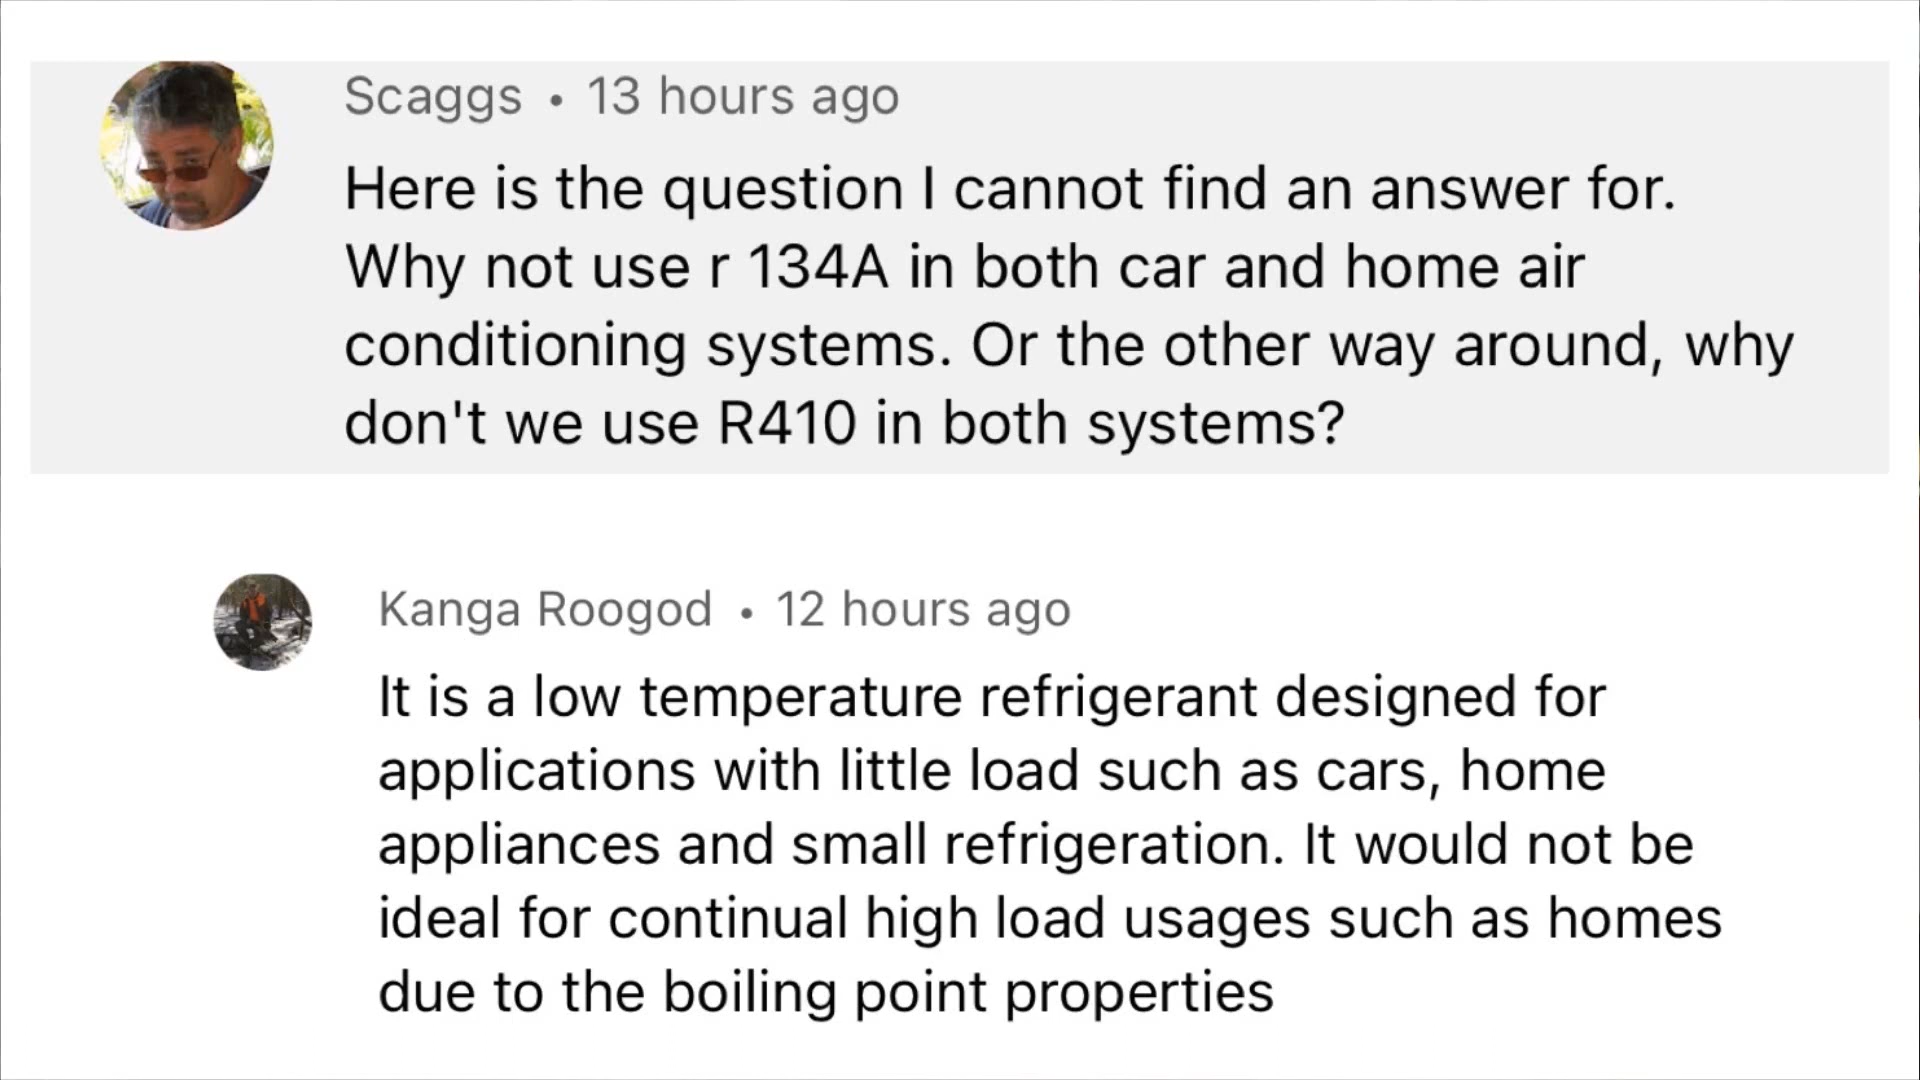 Scaggs • 13 hours ago
Here is the question I cannot find an answer for.
Why not use r 134A in both car and home air
conditioning systems. Or the other way around, why
don't we use R410 in both systems?
Kanga Roogod • 12 hours ago
It is a low temperature refrigerant designed for
applications with little load such as cars, home
appliances and small refrigeration. It would not be
ideal for continual high load usages such as homes
due to the boiling point properties